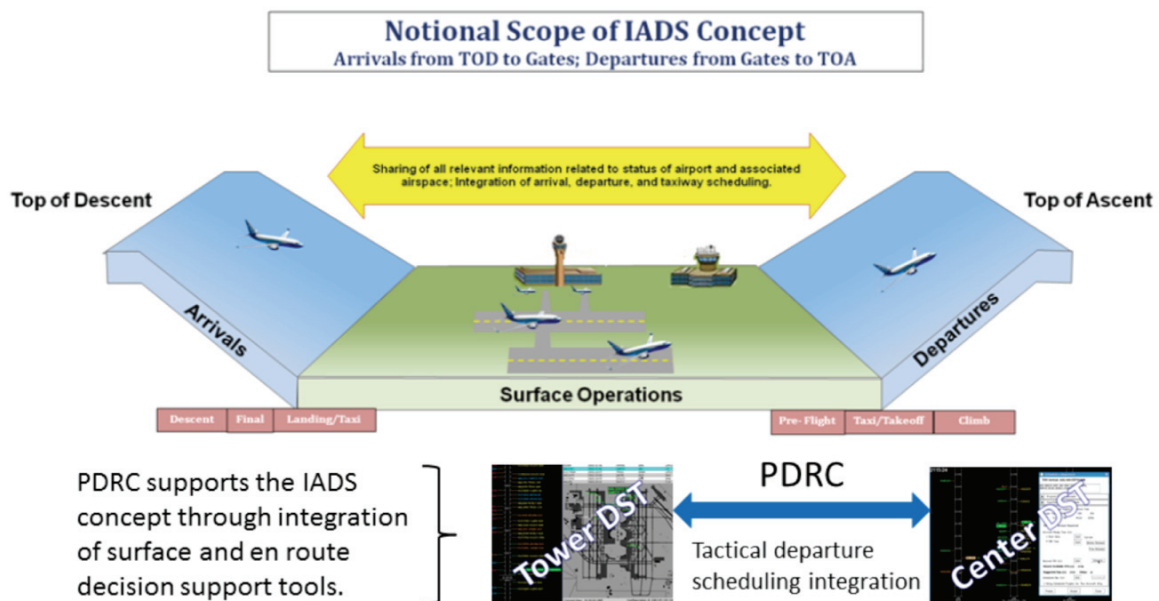 Notional Scope of IADS Concept
Arrivals from TOD to Gates; Departures from Gates to TOA
Sharing of all relevant information related to status of airport and associated
airspace; Integration of arrival, departure, and taxiway scheduling.
Top of Descent
Top of Ascent
Arrivals
Departures
Surface Operations
Descent Final Landing/Taxi
Pre- Flight Taxi/Takeoff Climb
PDRC supports the IADS
concept through integration
of surface and en route
decision support tools.
Tower DST
PDRC
Tactical departure
scheduling integration
Center DST